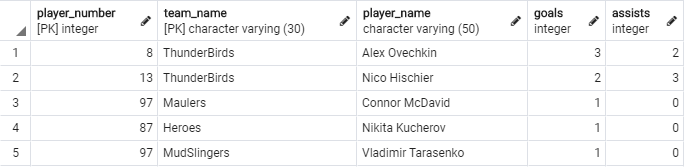 player_number team_name player_name goals assists
[PK] integer [PK] character varying (30) character varying (50) integer integer
1 8 ThunderBirds Alex Ovechkin 3 2
2 13 ThunderBirds Nico Hischier 2 3
3 97 Maulers Connor McDavid 1 0
4 87 Heroes Nikita Kucherov 1 0
5 97 MudSlingers Vladimir Tarasenko 1 0